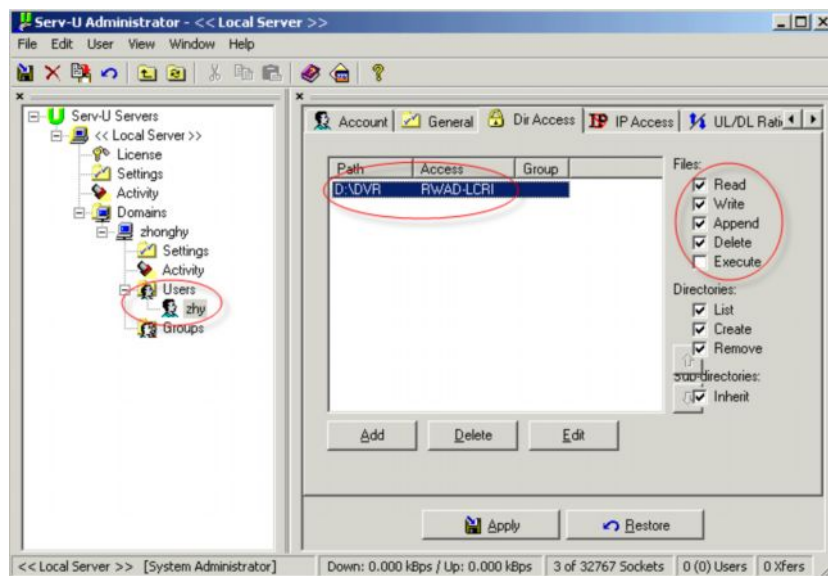 Serv-U Administrator - << Local Server >>
File Edit User View Window Help
Serv-U Servers
<< Local Server >>
License
Settings
Activity
Domains
zhonghy
Settings
Activity
Users
zhy
Groups
Account General Dir Access IP Access UL/DL Rati
Path Access Group
D:\DVR RWAD-LCRI
Files:
Read
Write
Append
Delete
Execute
Directories:
List
Create
Remove
Sub-directories:
Inherit
Add Delete Edit
Apply Restore
<< Local Server >> [System Administrator] Down: 0.000 kBps / Up: 0.000 kBps 3 of 32767 Sockets 0 (0) Users 0 Xfers